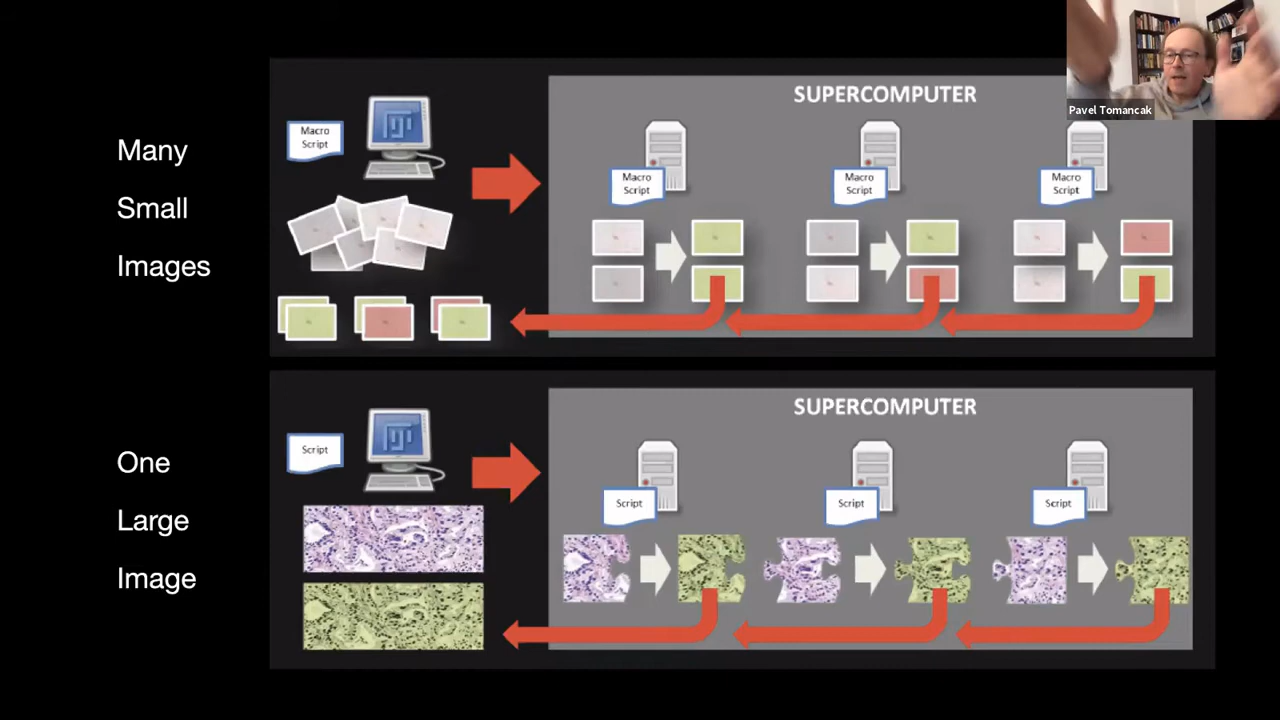 Pavel Tomancak
Many
Small
Images
Macro
Script
SUPERCOMPUTER
Macro
Script
Macro
Script
Macro
Script
One
Large
Image
Script
SUPERCOMPUTER
Script
Script
Script